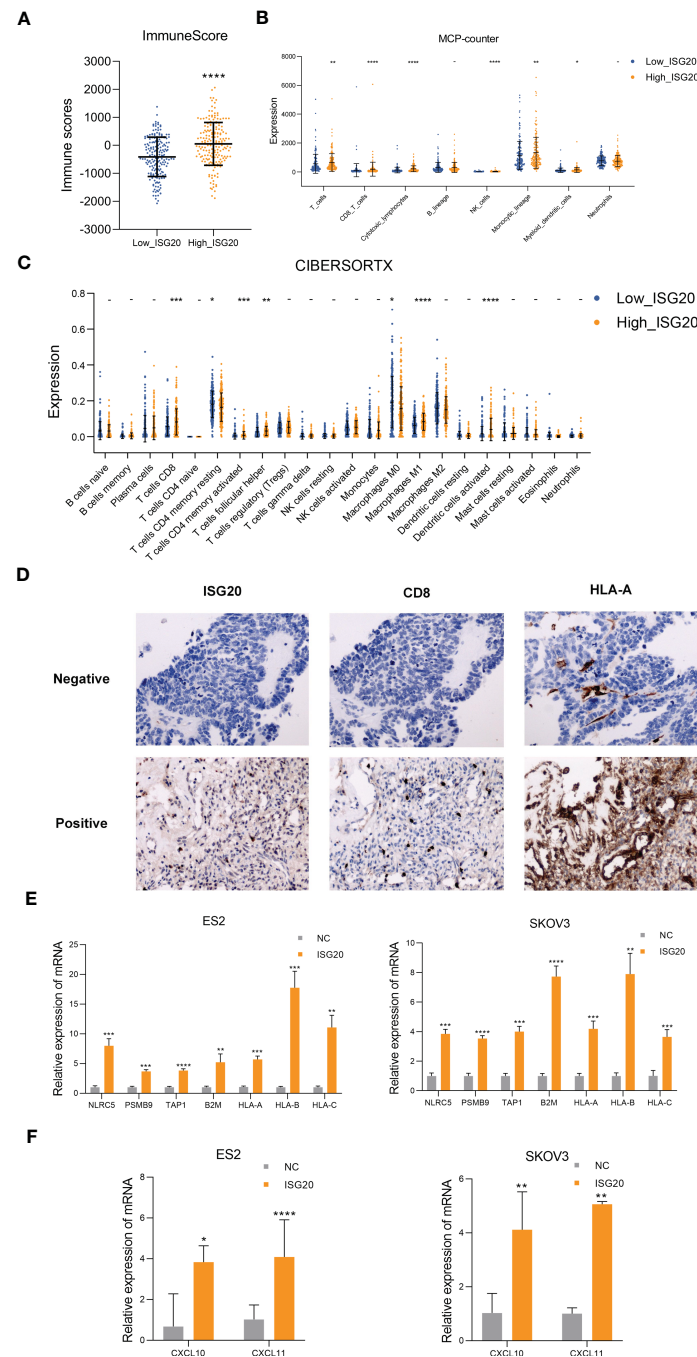 A
ImmuneScore
Immune scores
3000
2000
1000
0
-1000
-2000
-3000
****
Low_ISG20 High_ISG20
B
MCP-counter
Expression
8000
6000
4000
2000
0
** **** **** – **** ** * –
Low_ISG20
High_ISG20
T_cells
CD8_T_cells
Cytotoxic_lymphocytes
B_lineage
NK_cells
Monocytic_lineage
Myeloid_dendritic_cells
Neutrophils
C
CIBERSORTX
Expression
0.8
0.6
0.4
0.2
0.0
– – – *** – * *** ** – – – – – * **** – – **** – – – –
Low_ISG20
High_ISG20
B cells naive
B cells memory
Plasma cells
T cells CD8
T cells CD4 naive
T cells CD4 memory resting
T cells CD4 memory activated
T cells follicular helper
T cells regulatory (Tregs)
T cells gamma delta
NK cells resting
NK cells activated
Monocytes
Macrophages M0
Macrophages M1
Macrophages M2
Dendritic cells resting
Dendritic cells activated
Mast cells resting
Mast cells activated
Eosinophils
Neutrophils
D
ISG20 CD8 HLA-A
Negative
Positive
E
ES2
NC
ISG20
Relative expression of mRNA
25
20
15
10
5
0
*** *** **** ** *** *** **
NLRC5 PSMB9 TAP1 B2M HLA-A HLA-B HLA-C
SKOV3
NC
ISG20
Relative expression of mRNA
10
8
6
4
2
0
*** **** *** **** *** ** ***
NLRC5 PSMB9 TAP1 B2M HLA-A HLA-B HLA-C
F
ES2
NC
ISG20
Relative expression of mRNA
8
6
4
2
0
* ****
CXCL10 CXCL11
SKOV3
NC
ISG20
Relative expression of mRNA
6
4
2
0
** **
CXCL10 CXCL11